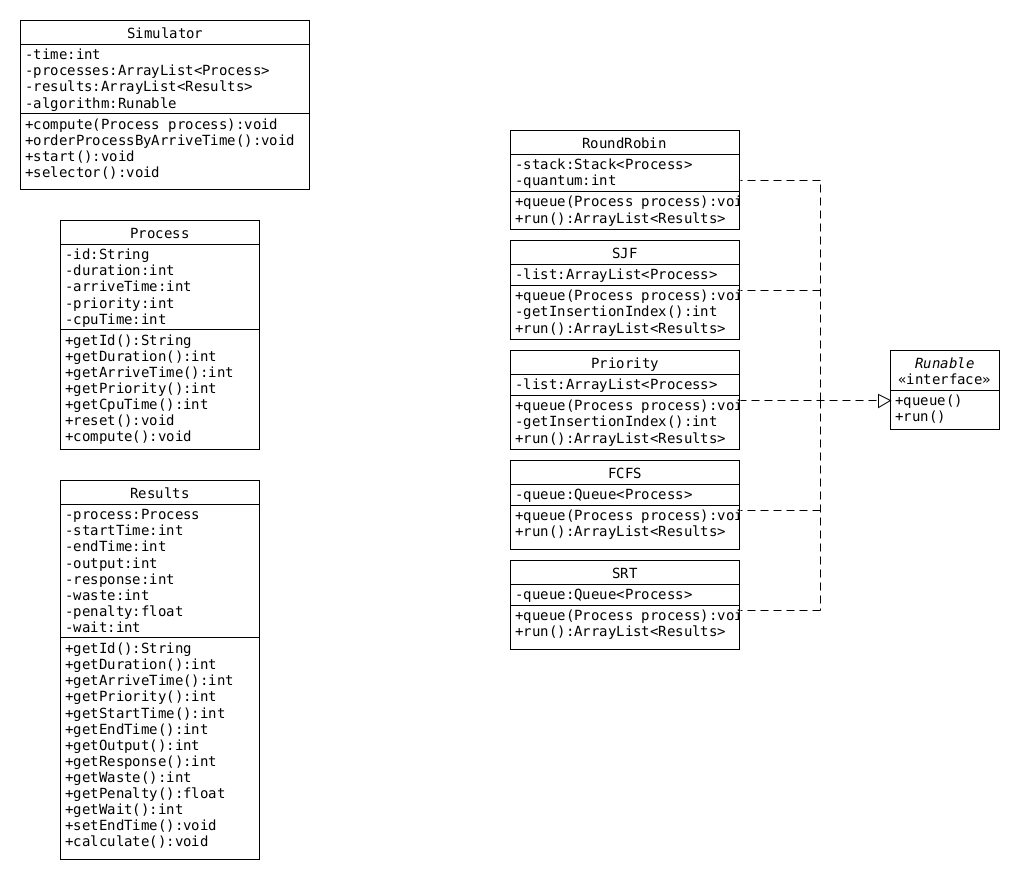 Simulator
-time:int
-processes:ArrayList<Process>
-results:ArrayList<Results>
-algorithm:Runable
+compute(Process process):void
+orderProcessByArriveTime():void
+start():void
+selector():void
Process
-id:String
-duration:int
-arriveTime:int
-priority:int
-cpuTime:int
+getId():String
+getDuration():int
+getArriveTime():int
+getPriority():int
+getCpuTime():int
+reset():void
+compute():void
Results
-process:Process
-startTime:int
-endTime:int
-output:int
-response:int
-waste:int
-penalty:float
-wait:int
+getId():String
+getDuration():int
+getArriveTime():int
+getPriority():int
+getStartTime():int
+getEndTime():int
+getOutput():int
+getResponse():int
+getWaste():int
+getPenalty():float
+getWait():int
+setEndTime():void
+calculate():void
RoundRobin
-stack:Stack<Process>
-quantum:int
+queue(Process process):voi
+run():ArrayList<Results>
SJF
-list:ArrayList<Process>
+queue(Process process):voi
-getInsertionIndex():int
+run():ArrayList<Results>
Priority
-list:ArrayList<Process>
+queue(Process process):voi
-getInsertionIndex():int
+run():ArrayList<Results>
FCFS
-queue:Queue<Process>
+queue(Process process):voi
+run():ArrayList<Results>
SRT
-queue:Queue<Process>
+queue(Process process):voi
+run():ArrayList<Results>
Runable
«interface»
+queue()
+run()